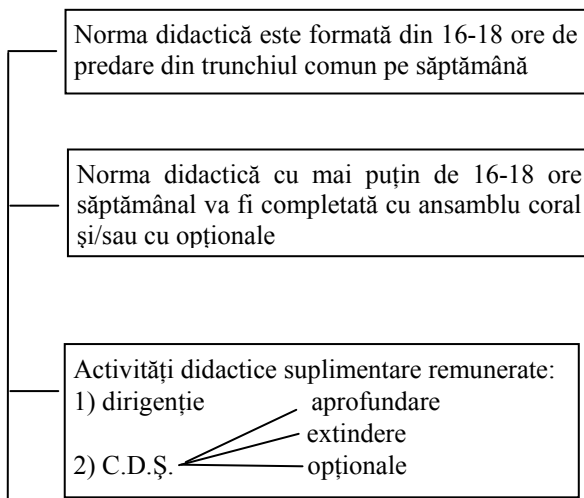 Norma didactică este formată din 16-18 ore de
predare din trunchiul comun pe săptămână
Norma didactică cu mai puțin de 16-18 ore
săptămânal va fi completată cu ansamblu coral
şi/sau cu opționale
Activități didactice suplimentare remunerate:
1) dirigenție aprofundare
extindere
2) C.D.Ş. opționale